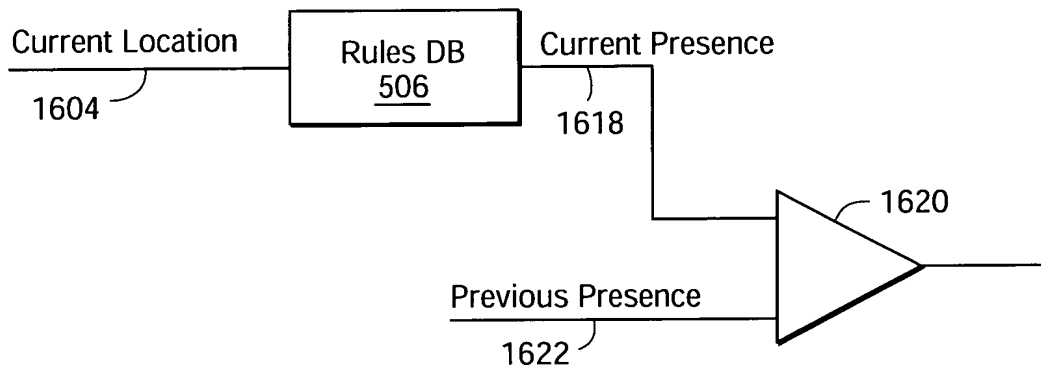 Current Location
1604
Rules DB
506
Current Presence
1618
1620
Previous Presence
1622